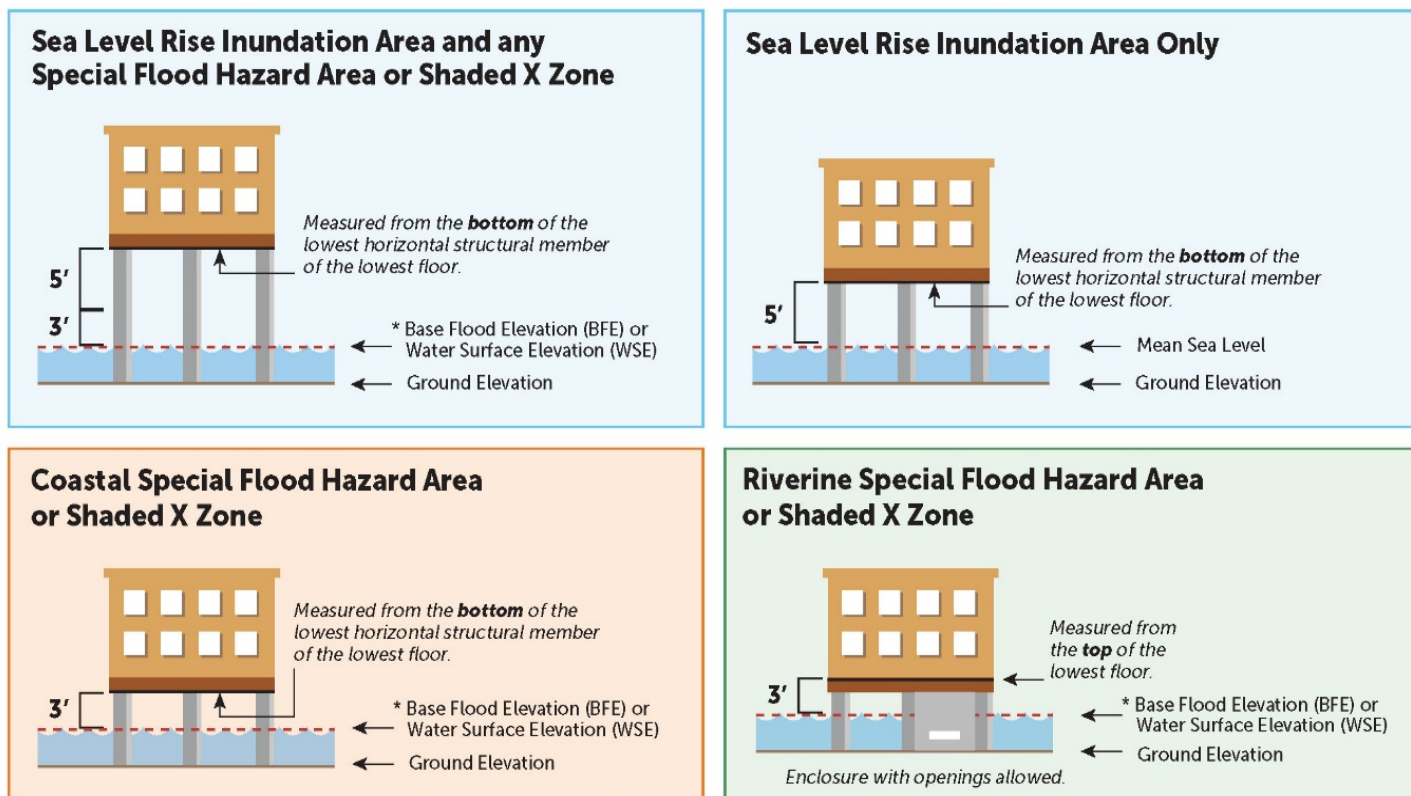 Sea Level Rise Inundation Area and any
Special Flood Hazard Area or Shaded X Zone
Measured from the bottom of the
lowest horizontal structural member
of the lowest floor.
5′
3′
* Base Flood Elevation (BFE) or
Water Surface Elevation (WSE)
Ground Elevation
Sea Level Rise Inundation Area Only
Measured from the bottom of the
lowest horizontal structural member
of the lowest floor.
5′
Mean Sea Level
Ground Elevation
Coastal Special Flood Hazard Area
or Shaded X Zone
Measured from the bottom of the
lowest horizontal structural member
of the lowest floor.
3′
* Base Flood Elevation (BFE) or
Water Surface Elevation (WSE)
Ground Elevation
Riverine Special Flood Hazard Area
or Shaded X Zone
Measured from
the top of the
lowest floor.
3′
* Base Flood Elevation (BFE) or
Water Surface Elevation (WSE)
Ground Elevation
Enclosure with openings allowed.